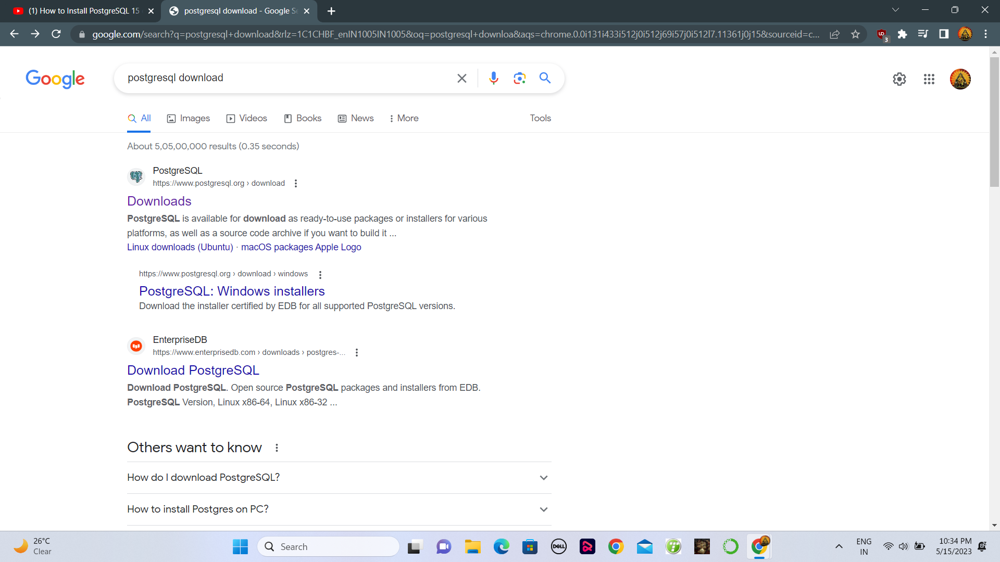 (1) How to Install PostgreSQL 15
postgresql download - Google Se
google.com/search?q=postgresql+download&rlz=1C1CHBF_enIN1005IN1005&oq=postgresql+downloa&aqs=chrome.0.0i131i433i512j0i512j69i57j0i512l7.11361j0j15&sourceid=c...
3
Google
postgresql download
All
Images
Videos
Books
News
More
Tools
About 5,05,00,000 results (0.35 seconds)
PostgreSQL
https://www.postgresql.org › download
Downloads
PostgreSQL is available for download as ready-to-use packages or installers for various
platforms, as well as a source code archive if you want to build it ...
Linux downloads (Ubuntu) · macOS packages Apple Logo
https://www.postgresql.org › download › windows
PostgreSQL: Windows installers
Download the installer certified by EDB for all supported PostgreSQL versions.
EnterpriseDB
https://www.enterprisedb.com › downloads › postgres-...
Download PostgreSQL
Download PostgreSQL. Open source PostgreSQL packages and installers from EDB.
PostgreSQL Version, Linux x86-64, Linux x86-32 ...
Others want to know
How do I download PostgreSQL?
How to install Postgres on PC?
26°C
Clear
Search
DELL
ENG
IN
10:34 PM
5/15/2023